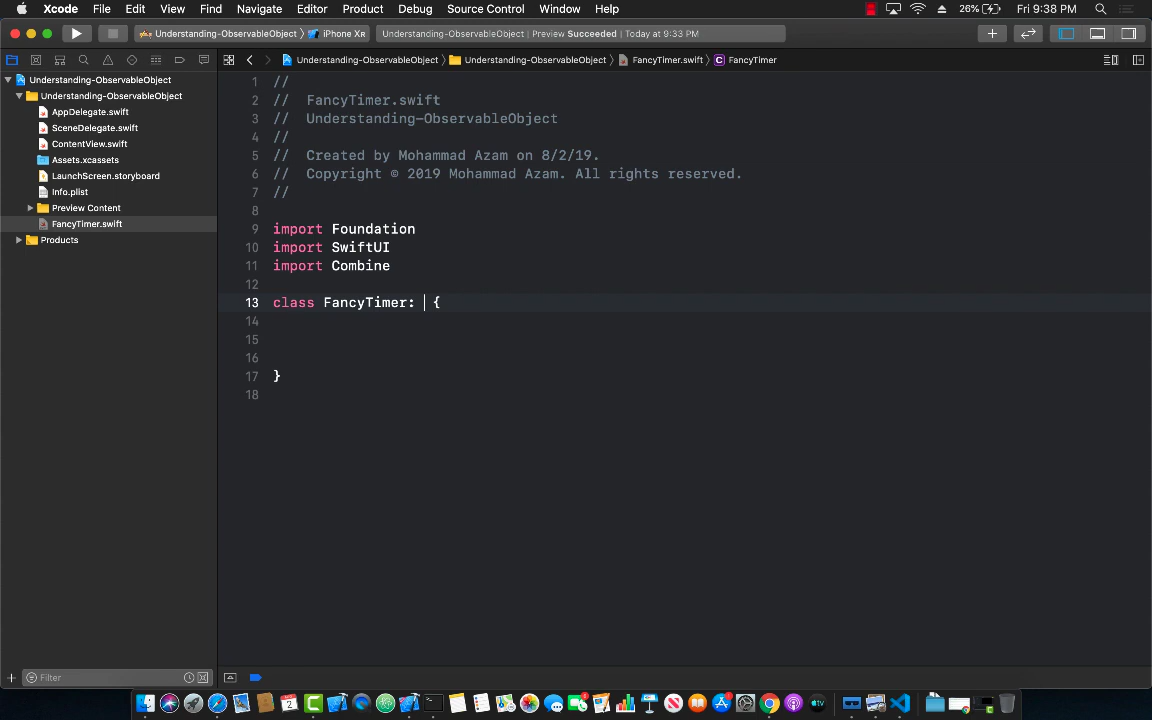 Xcode File Edit View Find Navigate Editor Product Debug Source Control Window Help 26% Fri 9:38 PM
Understanding-ObservableObject iPhone XR Understanding-ObservableObject | Preview Succeeded | Today at 9:33 PM
Understanding-ObservableObject Understanding-ObservableObject FancyTimer.swift C FancyTimer
Understanding-ObservableObject
Understanding-ObservableObject
AppDelegate.swift
SceneDelegate.swift
ContentView.swift
Assets.xcassets
LaunchScreen.storyboard
Info.plist
Preview Content
FancyTimer.swift
Products
1 //
2 // FancyTimer.swift
3 // Understanding-ObservableObject
4 //
5 // Created by Mohammad Azam on 8/2/19.
6 // Copyright © 2019 Mohammad Azam. All rights reserved.
7 //
8
9 import Foundation
10 import SwiftUI
11 import Combine
12
13 class FancyTimer: {
14
15
16
17 }
18
Filter